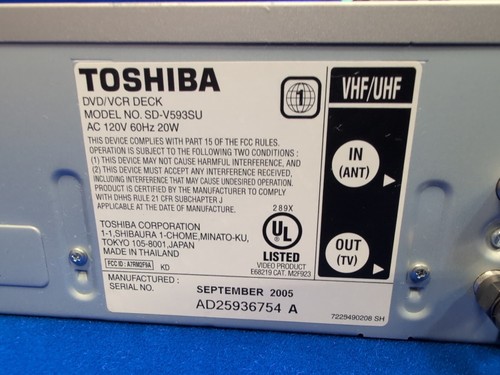 TOSHIBA
DVD/VCR DECK
MODEL NO. SD-V593SU
AC 120V 60Hz 20W
THIS DEVICE COMPLIES WITH PART 15 OF THE FCC RULES.
OPERATION IS SUBJECT TO THE FOLLOWING TWO CONDITIONS:
(1) THIS DEVICE MAY NOT CAUSE HARMFUL INTERFERENCE, AND
(2) THIS DEVICE MUST ACCEPT ANY INTERFERENCE RECEIVED,
INCLUDING INTERFERENCE THAT MAY CAUSE UNDESIRED OPERATION.
PRODUCT IS CERTIFIED BY THE MANUFACTURER TO COMPLY
WITH DHHS RULE 21 CFR SUBCHAPTER J
APPLICABLE AT THE DATE OF MANUFACTURE.
TOSHIBA CORPORATION
1-1, SHIBAURA 1-CHOME, MINATO-KU,
TOKYO 105-8001, JAPAN
MADE IN THAILAND
FCC ID : A7RM2F9A KD
289X
UL
LISTED
VIDEO PRODUCT
E68219 CAT. M2F923
MANUFACTURED : SEPTEMBER 2005
SERIAL NO. AD25936754 A
1
VHF/UHF
IN
(ANT)
OUT
(TV)
7229490208 SH